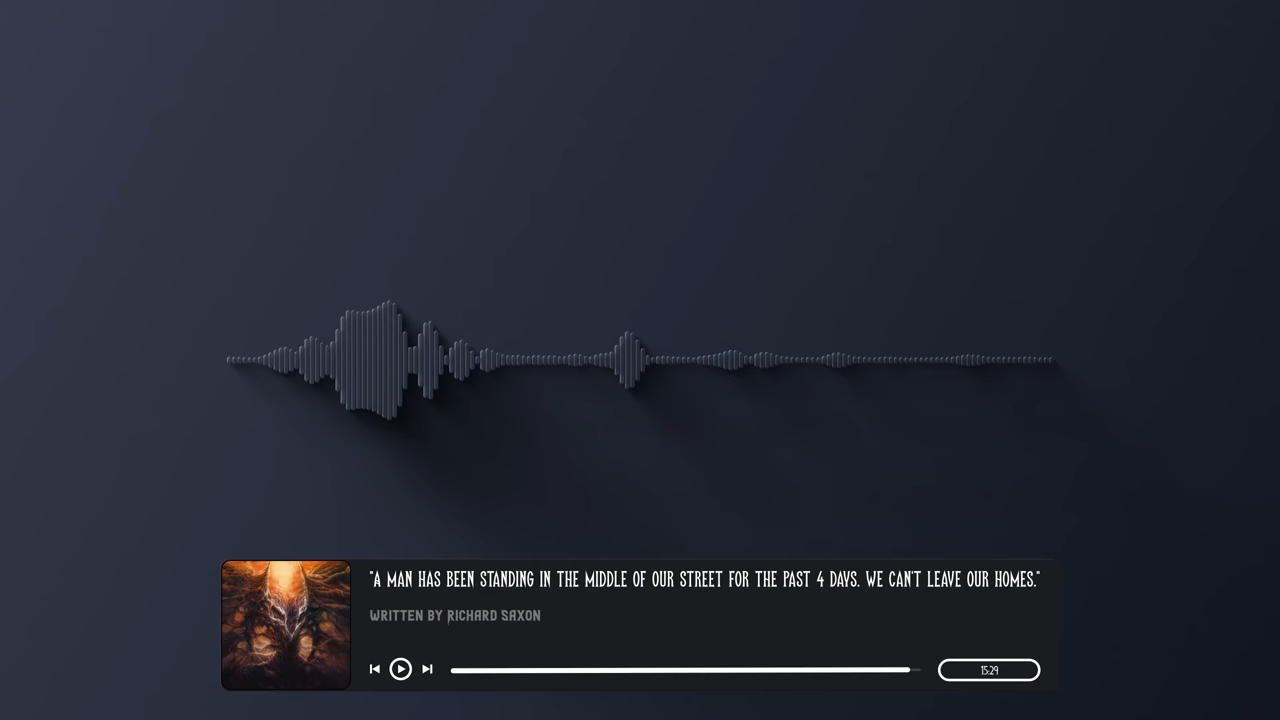 "A MAN HAS BEEN STANDING IN THE MIDDLE OF OUR STREET FOR THE PAST 4 DAYS. WE CAN'T LEAVE OUR HOMES."
WRITTEN BY RICHARD SAXON
15:29